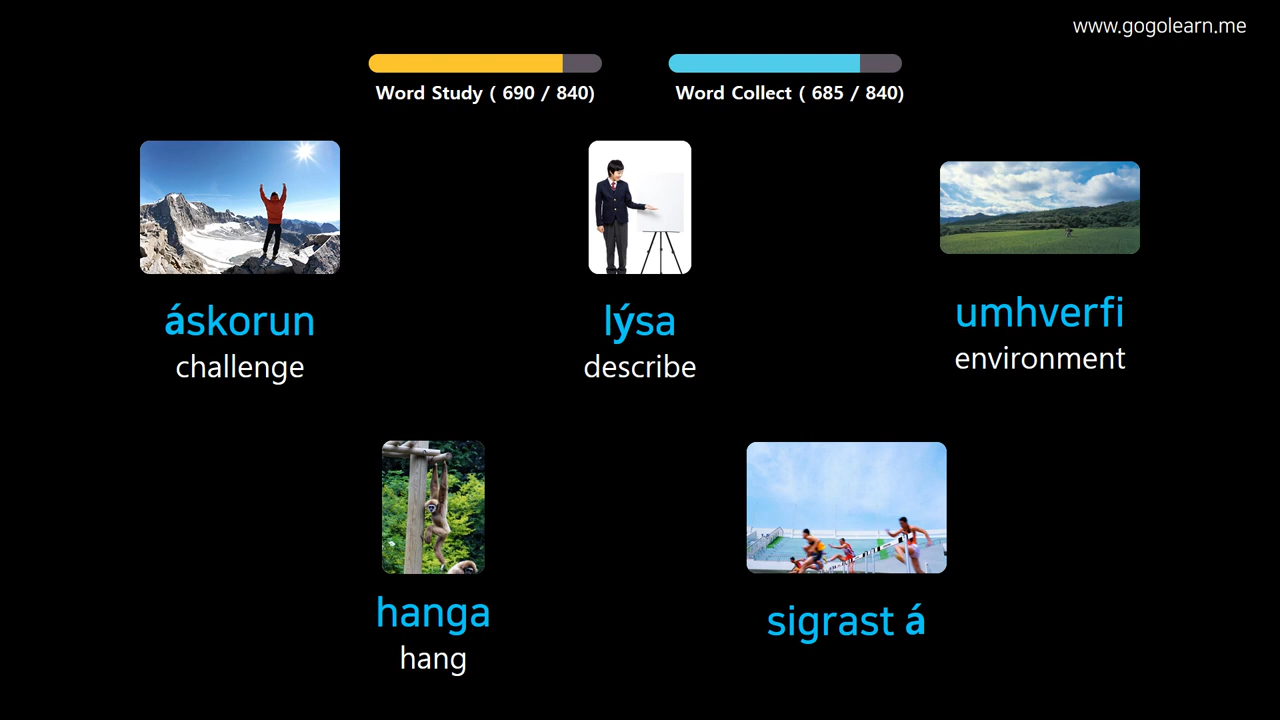 www.gogolearn.me
Word Study ( 690 / 840)
Word Collect ( 685 / 840)
áskorun
challenge
lýsa
describe
umhverfi
environment
hanga
hang
sigrast á